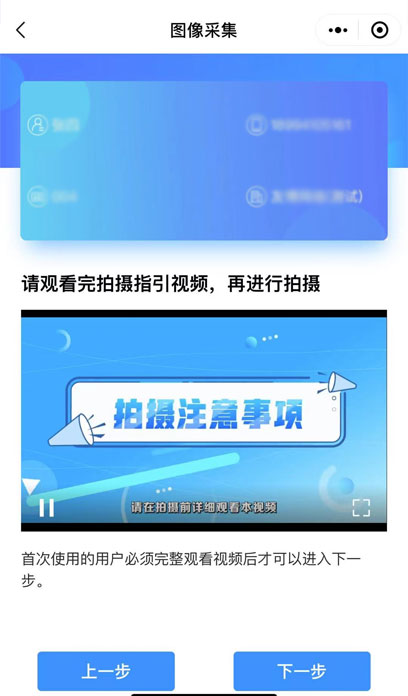 图像采集
请观看完拍摄指引视频，再进行拍摄
拍摄注意事项
请在拍摄前详细观看本视频
首次使用的用户必须完整观看视频后才可以进入下一
步。
上一步
下一步